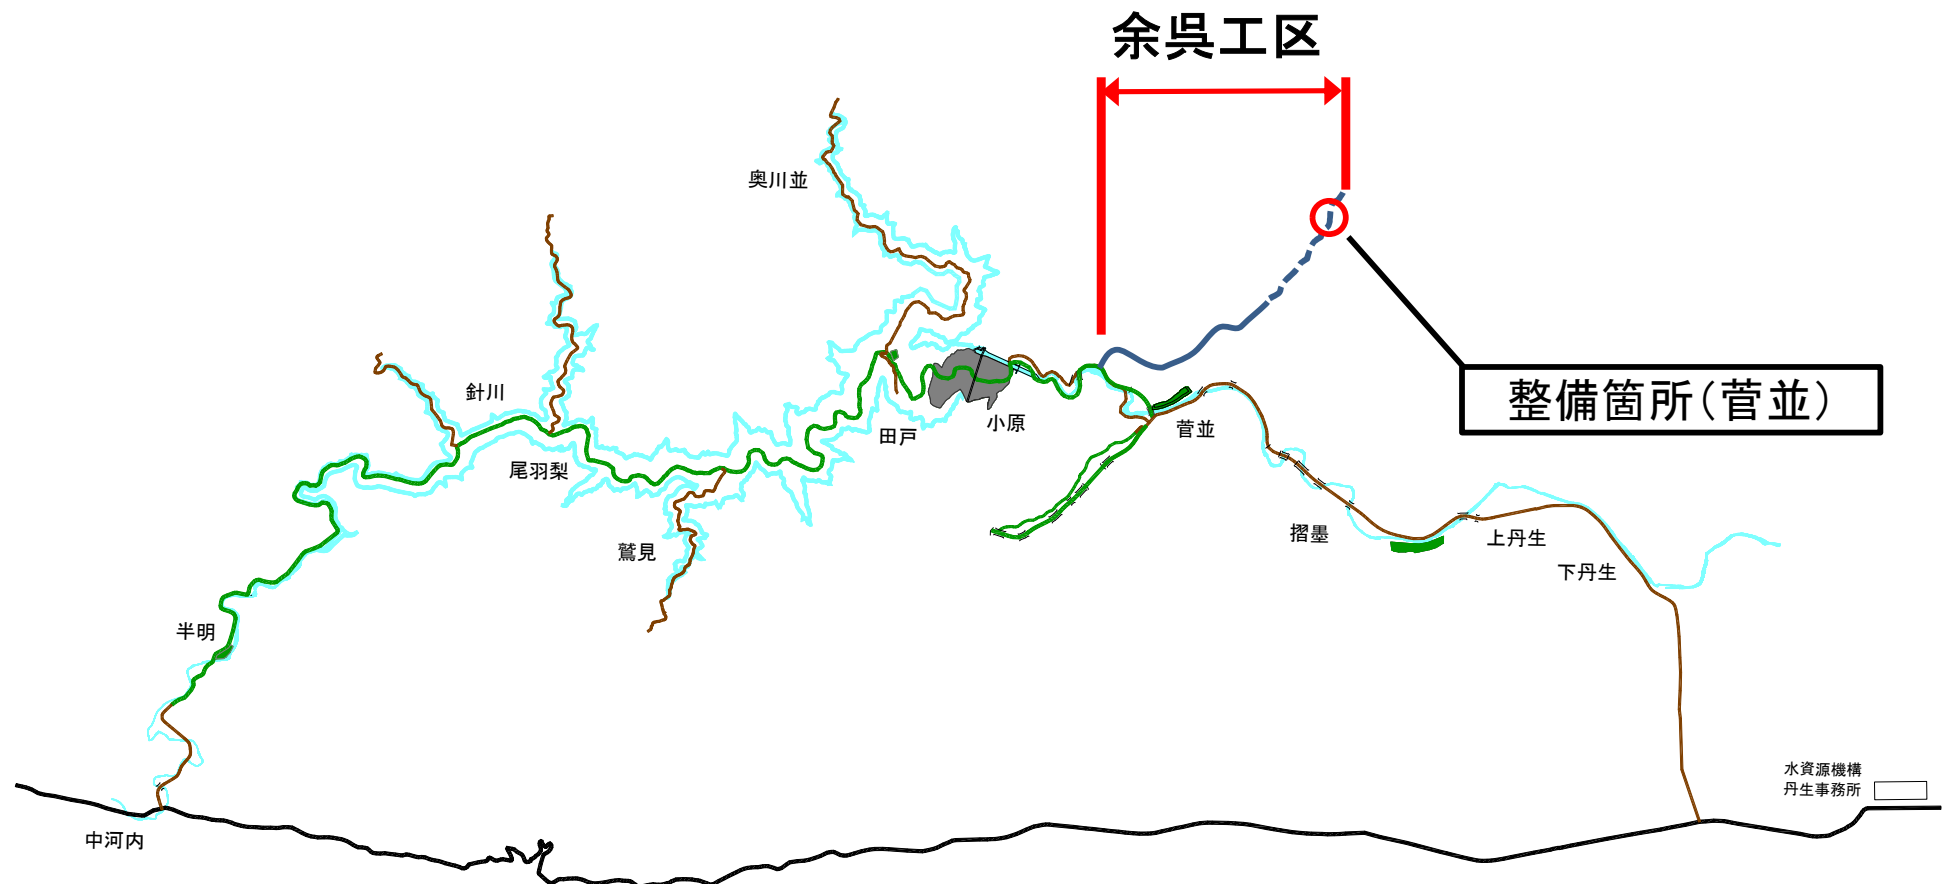 余呉工区
奥川並
針川
尾羽梨
田戸
小原
菅並
整備箇所(菅並)
鷲見
摺墨
上丹生
下丹生
半明
水資源機構
丹生事務所
中河内